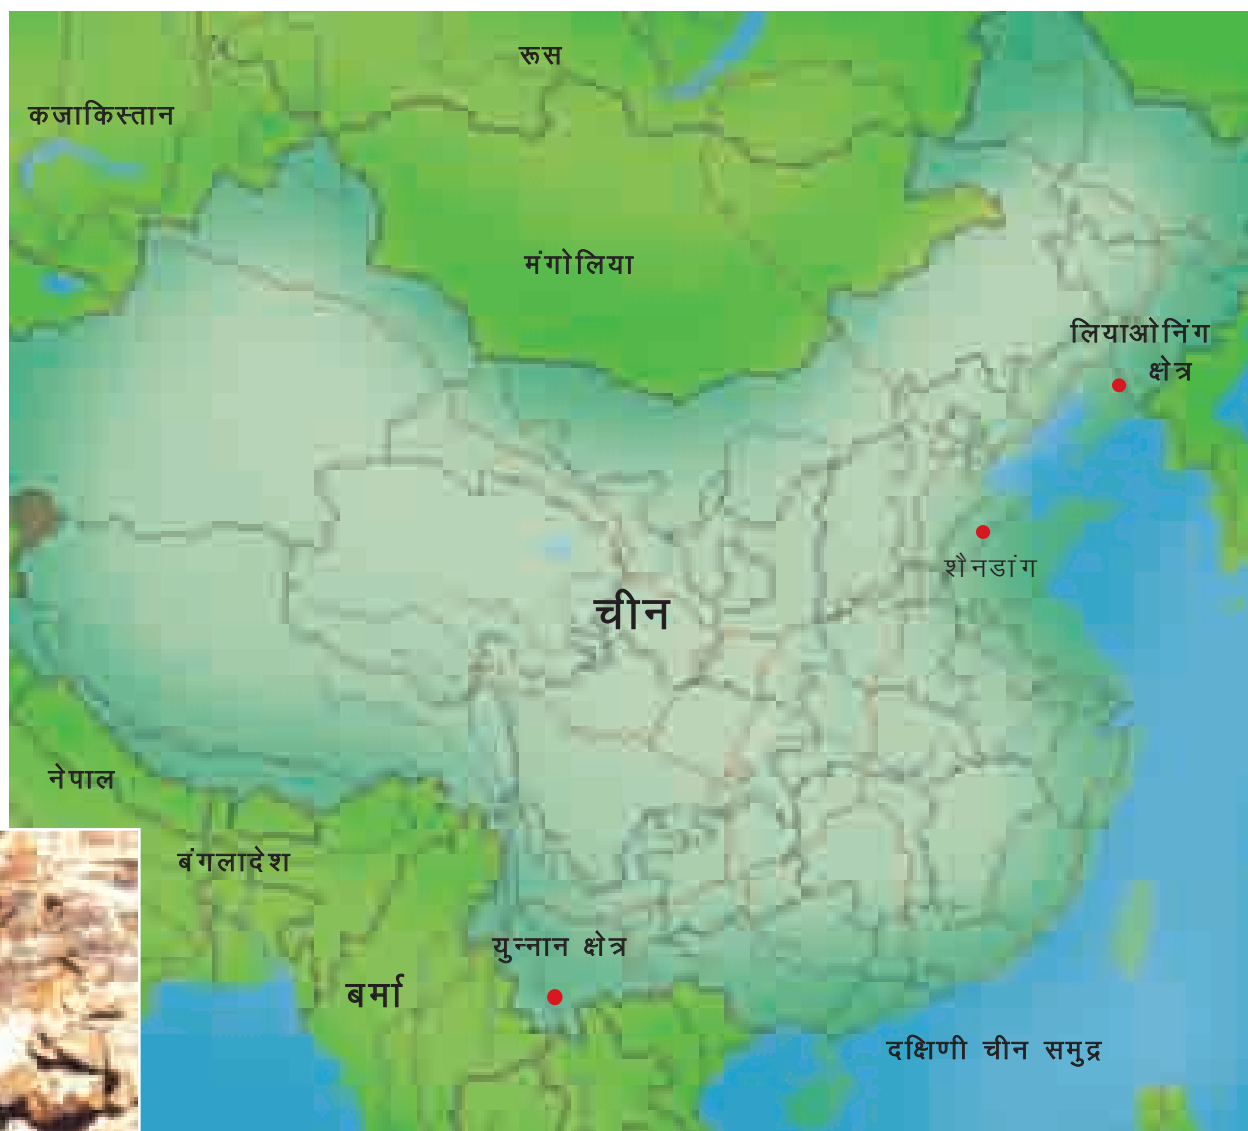 रूस
कजाकिस्तान
मंगोलिया
लियाओनिंग
क्षेत्र
शैनडांग
चीन
नेपाल
बंगलादेश
युन्नान क्षेत्र
बर्मा
दक्षिणी चीन समुद्र